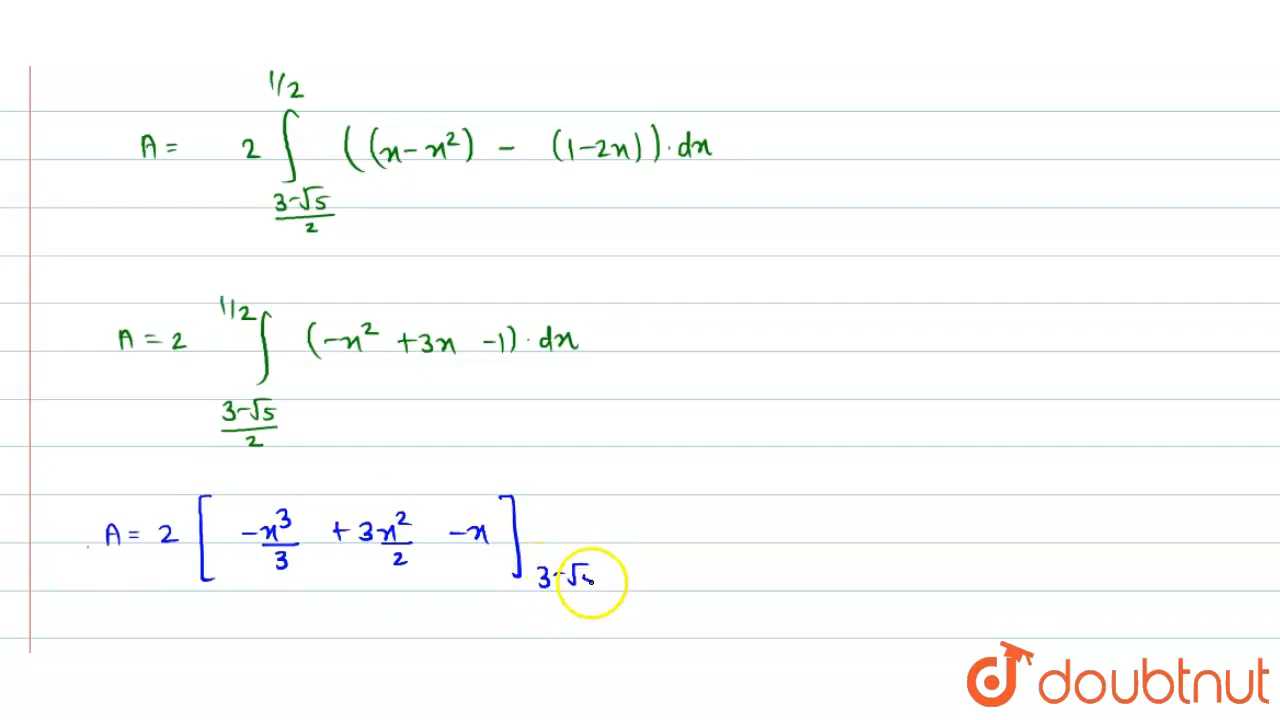 A = 2 ∫_{(3-√5)/2}^{1/2} ((x-x²) - (1-2x)) · dx
A = 2 ∫_{(3-√5)/2}^{1/2} (-x² +3x -1) · dx
A = 2 [ -x³/3 + 3x²/2 - x ]_{3-√5
doubtnut